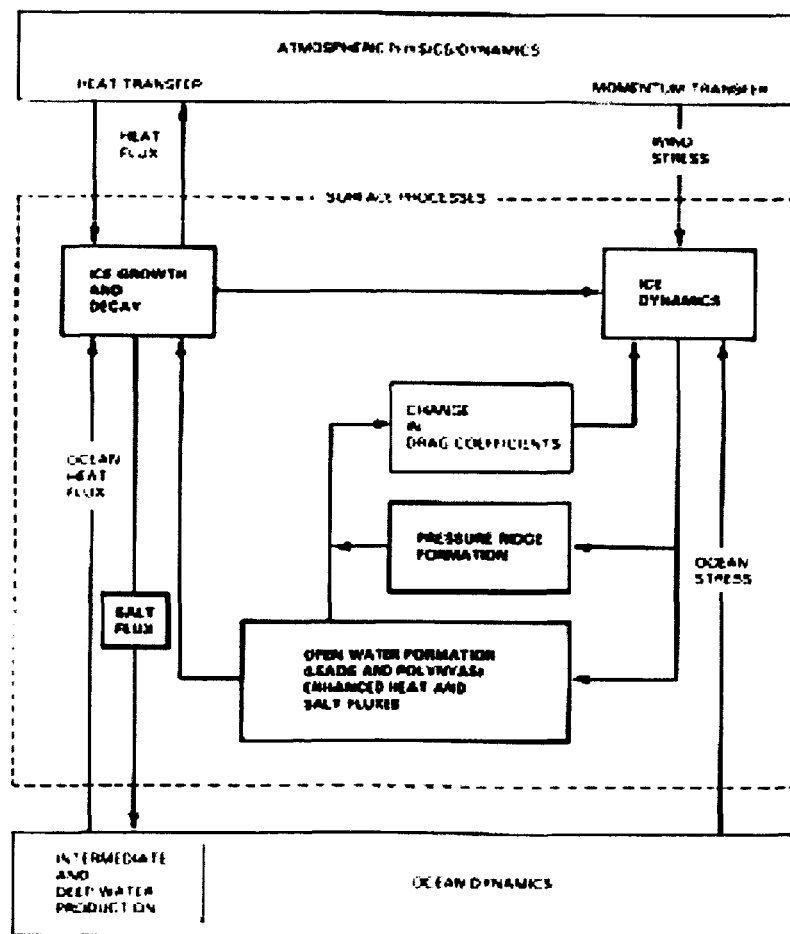 ATMOSPHERIC PHYSICS/DYNAMICS
HEAT TRANSFER
MOMENTUM TRANSFER
HEAT
FLUX
WIND
STRESS
SURFACE PROCESSES
ICE GROWTH
AND
DECAY
ICE
DYNAMICS
CHANGE
IN
DRAG COEFFICIENTS
OCEAN
HEAT
FLUX
PRESSURE RIDGE
FORMATION
OCEAN
STRESS
SALT
FLUX
OPEN WATER FORMATION
(LEADS AND POLYNYAS)
ENHANCED HEAT AND
SALT FLUXES
INTERMEDIATE
AND
DEEP WATER
PRODUCTION
OCEAN DYNAMICS